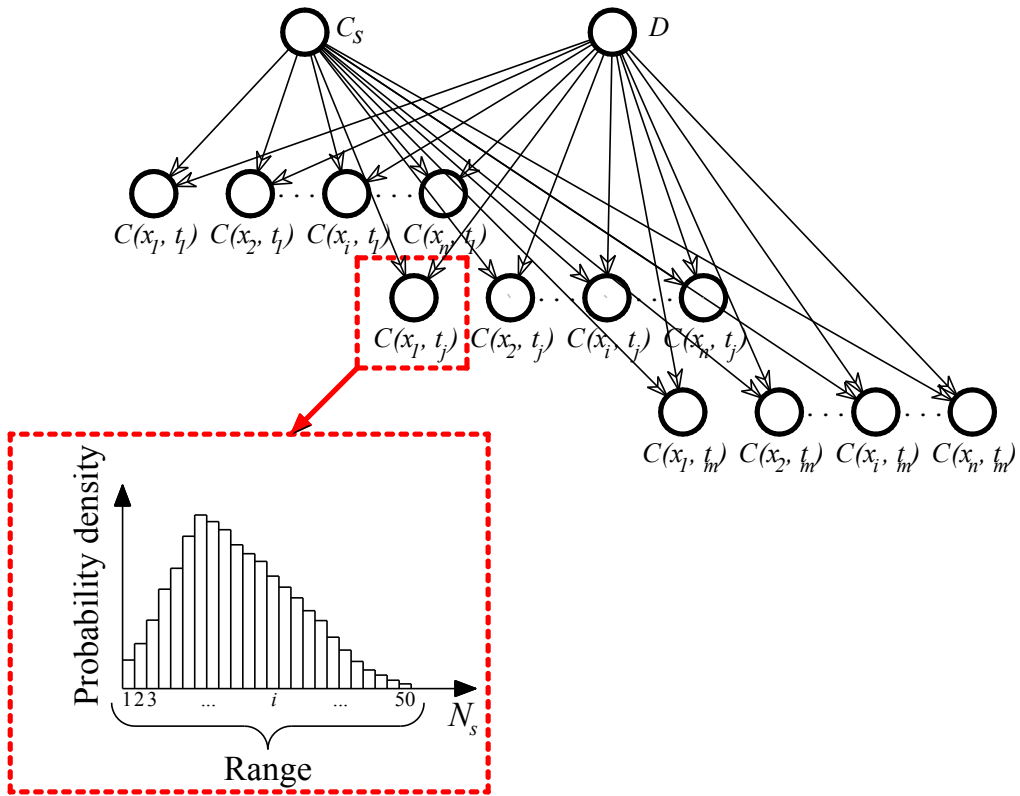 C_s D
C(x_1, t_1) C(x_2, t_1) C(x_i, t_1) C(x_n, t_1)
C(x_1, t_j) C(x_2, t_j) C(x_i, t_j) C(x_n, t_j)
C(x_1, t_m) C(x_2, t_m) C(x_i, t_m) C(x_n, t_m)
Probability density
1 2 3 ... i ... 50
N_s
Range